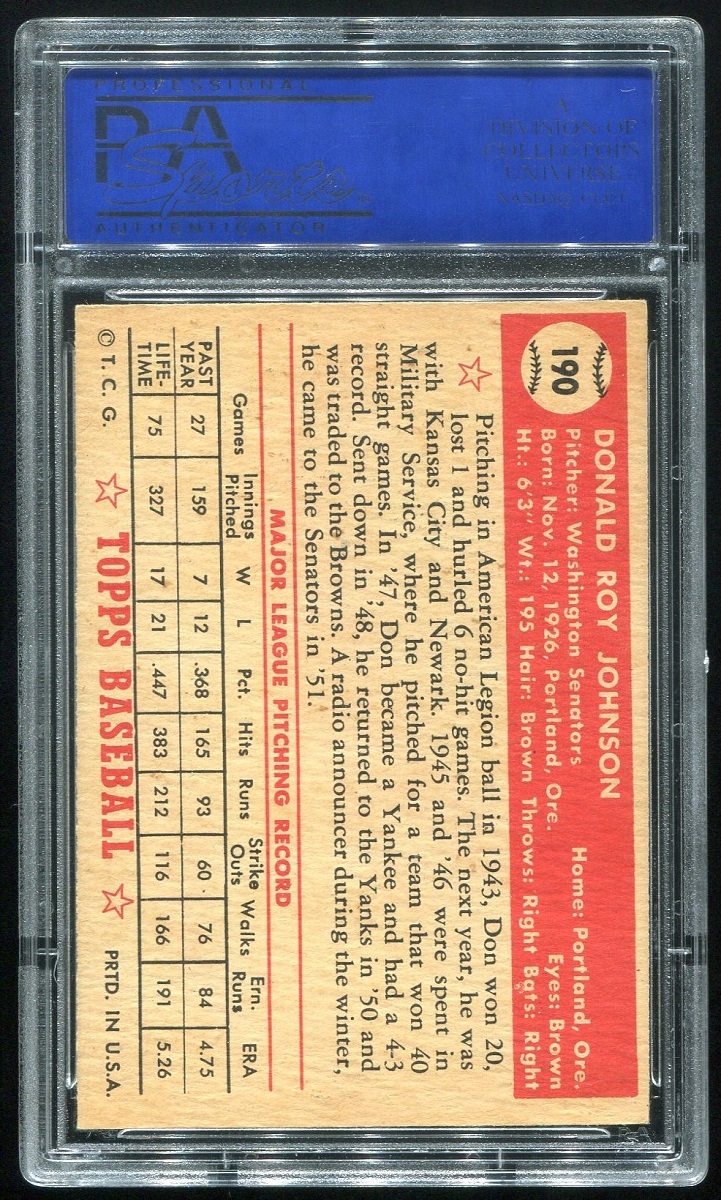 PROFESSIONAL
PSA
AUTHENTICATOR
A
DIVISION OF
COLLECTORS
UNIVERSE
NASDAQ: CLCT
190
DONALD ROY JOHNSON
Pitcher: Washington Senators Home: Portland, Ore.
Born: Nov. 12, 1926, Portland, Ore. Eyes: Brown
Ht.: 6'3" Wt.: 195 Hair: Brown Throws: Right Bats: Right
Pitching in American Legion ball in 1943, Don won 20,
lost 1 and hurled 6 no-hit games. The next year, he was
with Kansas City and Newark. 1945 and '46 were spent in
Military Service, where he pitched for a team that won 40
straight games. In '47, Don became a Yankee and had a 4-3
record. Sent down in '48, he returned to the Yanks in '50 and
was traded to the Browns. A radio announcer during the winter,
he came to the Senators in '51.
MAJOR LEAGUE PITCHING RECORD
Games Innings Pitched W L Pct. Hits Runs Strike Outs Walks Ern. Runs ERA
PAST YEAR 27 159 7 12 .368 165 93 60 76 84 4.75
LIFE-TIME 75 327 17 21 .447 383 212 116 166 191 5.26
© T. C. G. TOPPS BASEBALL PRTD. IN U.S.A.